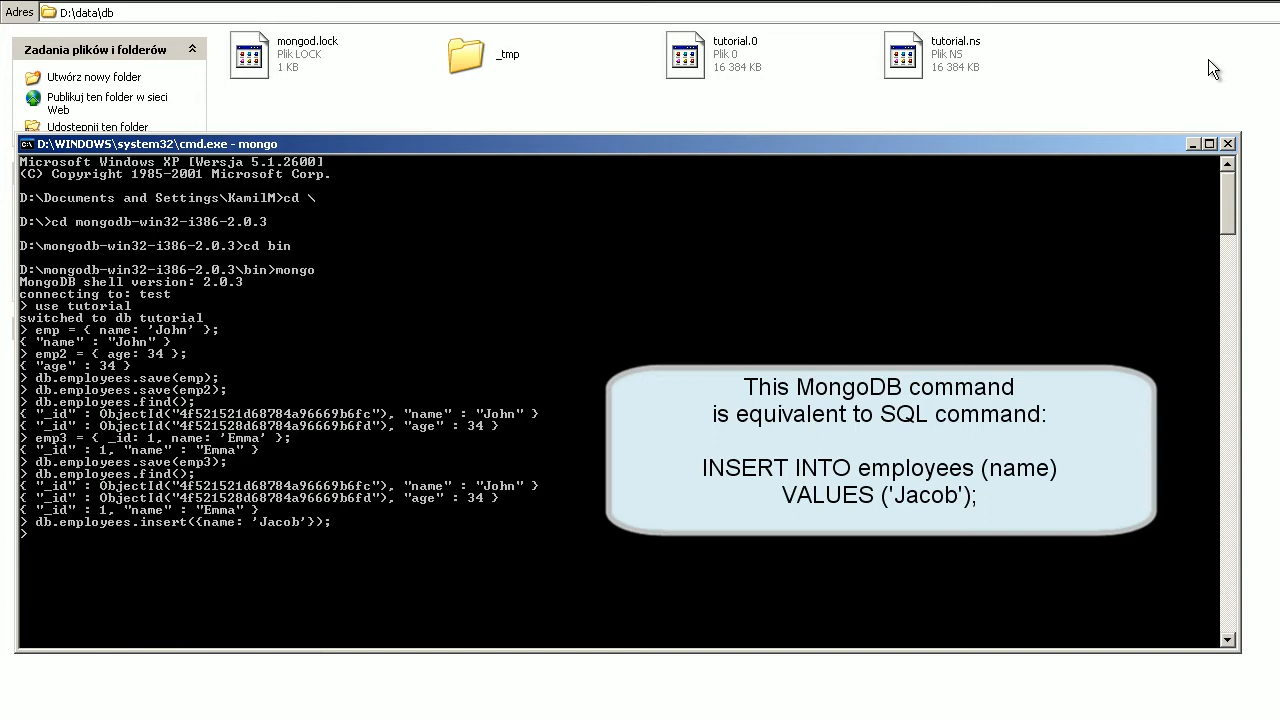 Adres D:\data\db
Zadania plików i folderów
Utwórz nowy folder
Publikuj ten folder w sieci
Web
Udostępnij ten folder
mongod.lock
Plik LOCK
1 KB
_tmp
tutorial.0
Plik 0
16 384 KB
tutorial.ns
Plik NS
16 384 KB
D:\WINDOWS\system32\cmd.exe - mongo
Microsoft Windows XP [Wersja 5.1.2600]
(C) Copyright 1985-2001 Microsoft Corp.
D:\Documents and Settings\KamilM>cd \
D:\>cd mongodb-win32-i386-2.0.3
D:\mongodb-win32-i386-2.0.3>cd bin
D:\mongodb-win32-i386-2.0.3\bin>mongo
MongoDB shell version: 2.0.3
connecting to: test
> use tutorial
switched to db tutorial
> emp = { name: 'John' };
{ "name" : "John" }
> emp2 = { age: 34 };
{ "age" : 34 }
> db.employees.save(emp);
> db.employees.save(emp2);
> db.employees.find();
{ "_id" : ObjectId("4f521521d68784a96669b6fc"), "name" : "John" }
{ "_id" : ObjectId("4f521528d68784a96669b6fd"), "age" : 34 }
> emp3 = { _id: 1, name: 'Emma' };
{ "_id" : 1, "name" : "Emma" }
> db.employees.save(emp3);
> db.employees.find();
{ "_id" : ObjectId("4f521521d68784a96669b6fc"), "name" : "John" }
{ "_id" : ObjectId("4f521528d68784a96669b6fd"), "age" : 34 }
{ "_id" : 1, "name" : "Emma" }
> db.employees.insert({name: 'Jacob'});
>
This MongoDB command
is equivalent to SQL command:
INSERT INTO employees (name)
VALUES ('Jacob');